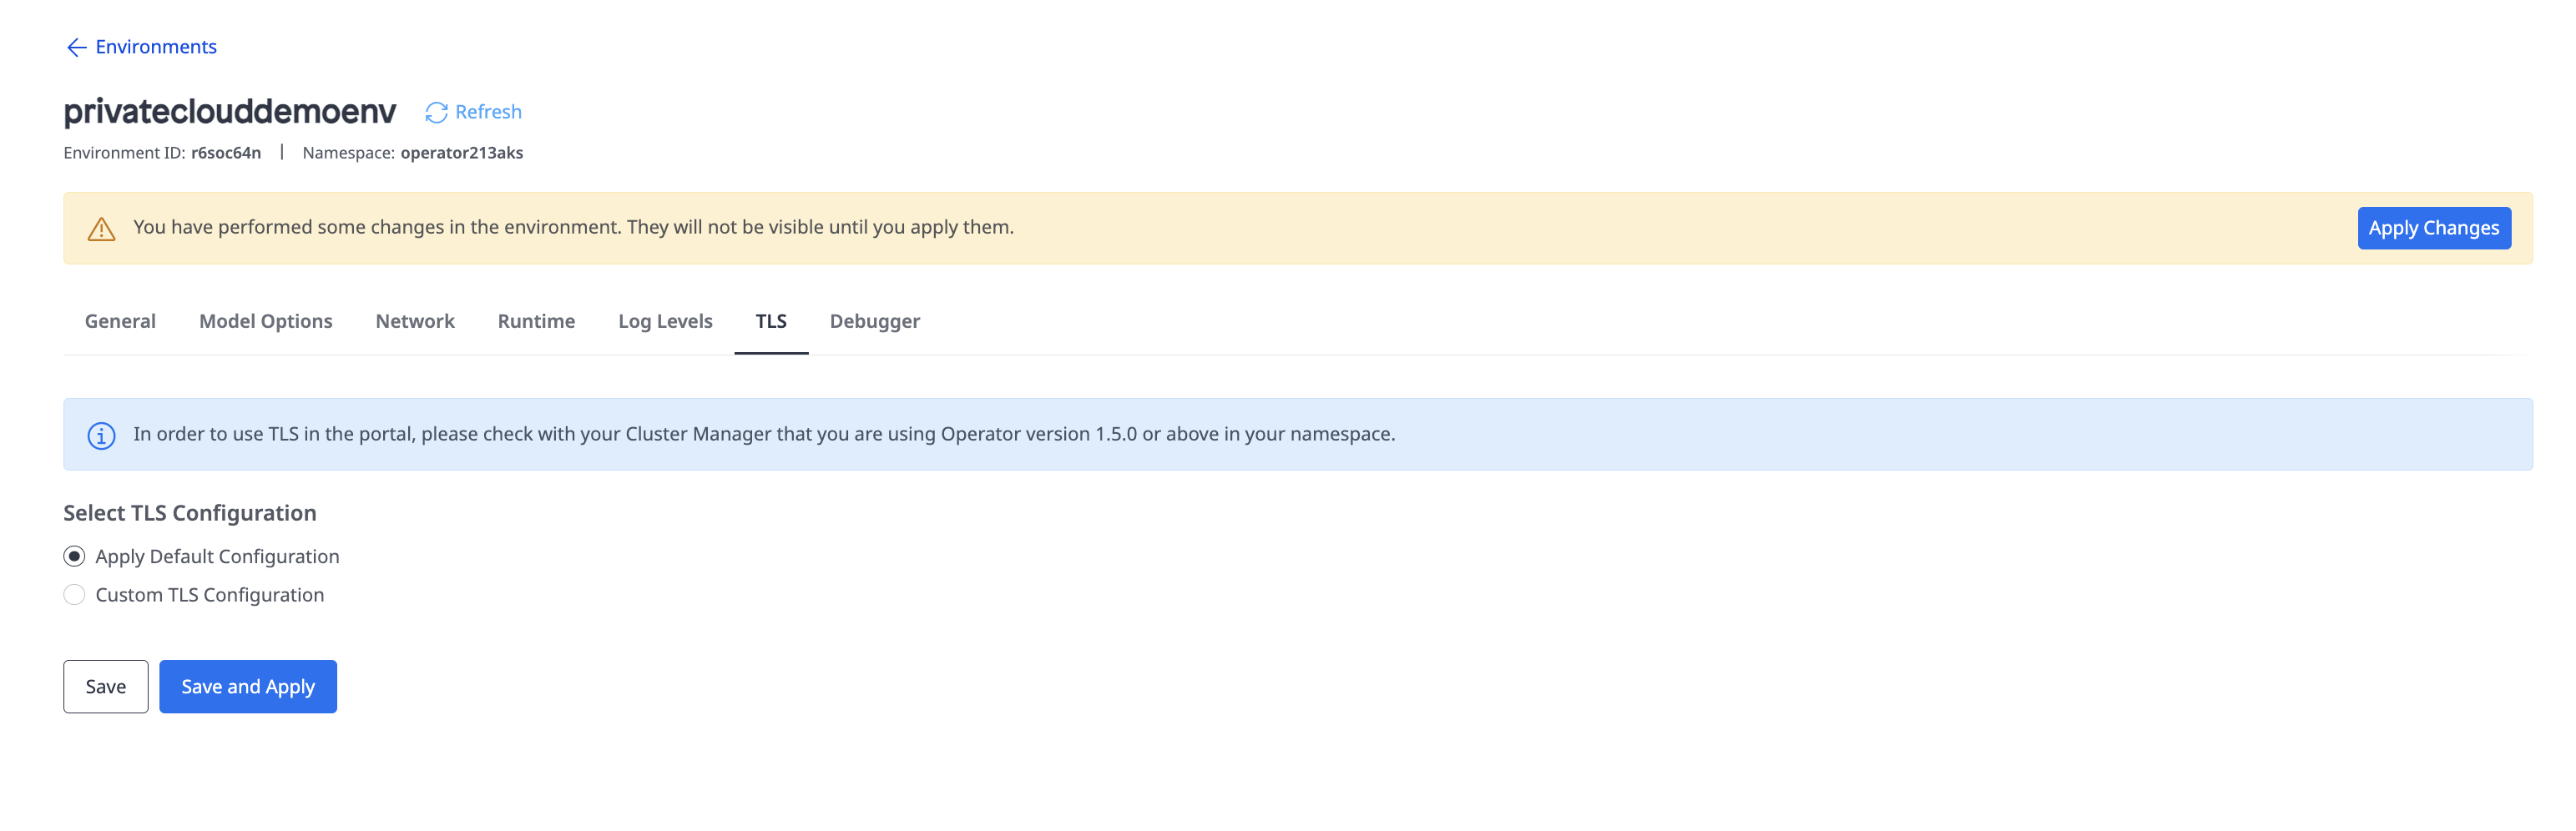 Environments
privateclouddemoenv Refresh
Environment ID: r6soc64n | Namespace: operator213aks
You have performed some changes in the environment. They will not be visible until you apply them. Apply Changes
General Model Options Network Runtime Log Levels TLS Debugger
In order to use TLS in the portal, please check with your Cluster Manager that you are using Operator version 1.5.0 or above in your namespace.
Select TLS Configuration
Apply Default Configuration
Custom TLS Configuration
Save Save and Apply